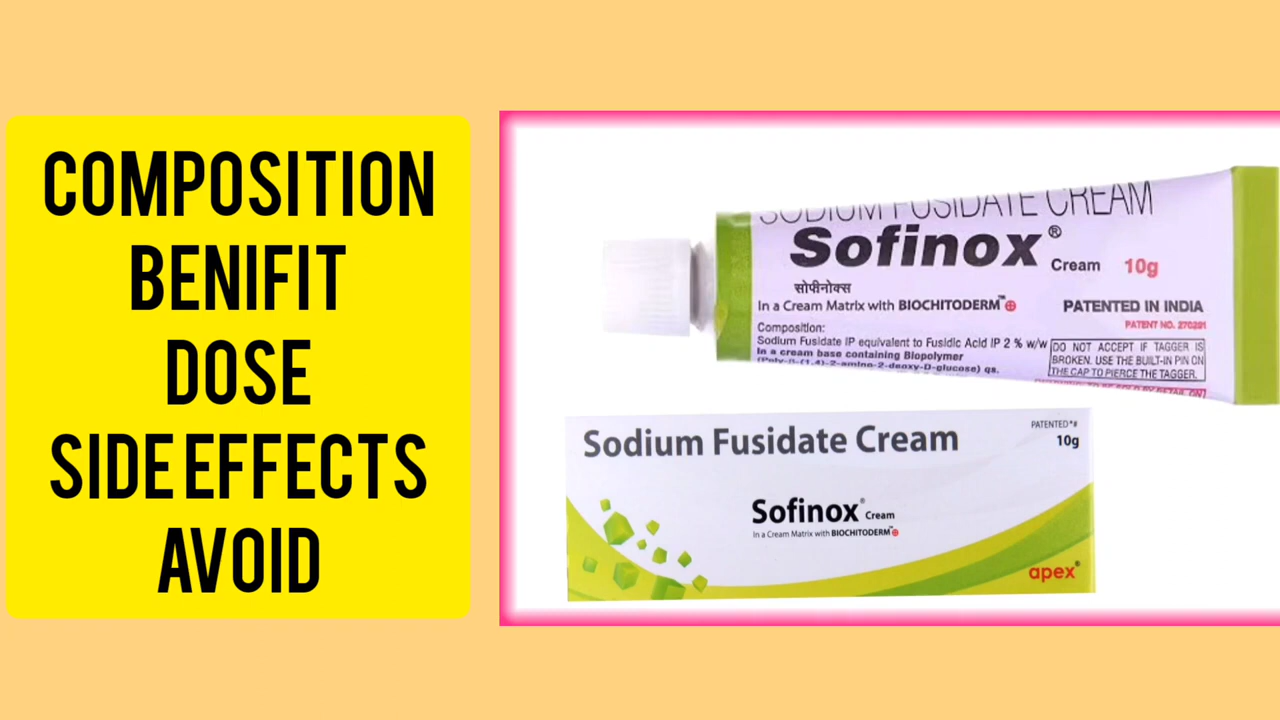 COMPOSITION
BENIFIT
DOSE
SIDE EFFECTS
AVOID
SODIUM FUSIDATE CREAM
Sofinox® Cream 10g
सोफीनोक्स
In a Cream Matrix with BIOCHITODERM™
PATENTED IN INDIA
PATENT NO. 270291
Composition:
Sodium Fusidate IP equivalent to Fusidic Acid IP 2 % w/w
In a cream base containing Biopolymer
(Poly-β-(1,4)-2-amino-2-deoxy-D-glucose) qs.
DO NOT ACCEPT IF TAGGER IS
BROKEN. USE THE BUILT-IN PIN ON
THE CAP TO PIERCE THE TAGGER.
Sodium Fusidate Cream
PATENTED*#
10g
Sofinox® Cream
In a Cream Matrix with BIOCHITODERM™
apex®